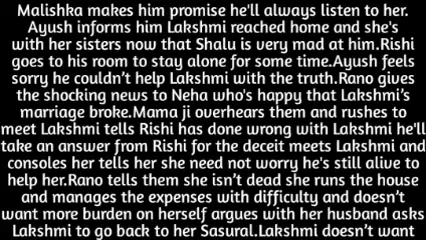 Malishka makes him promise he'll always listen to her.
Ayush informs him Lakshmi reached home and she's
with her sisters now that Shalu is very mad at him.Rishi
goes to his room to stay alone for some time.Ayush feels
sorry he couldn't help Lakshmi with the truth.Rano gives
the shocking news to Neha who's happy that Lakshmi's
marriage broke.Mama ji overhears them and rushes to
meet Lakshmi tells Rishi has done wrong with Lakshmi he'll
take an answer from Rishi for the deceit meets Lakshmi and
consoles her tells her she need not worry he's still alive to
help her.Rano tells them she isn't dead she runs the house
and manages the expenses with difficulty and doesn't
want more burden on herself argues with her husband asks
Lakshmi to go back to her Sasural.Lakshmi doesn't want